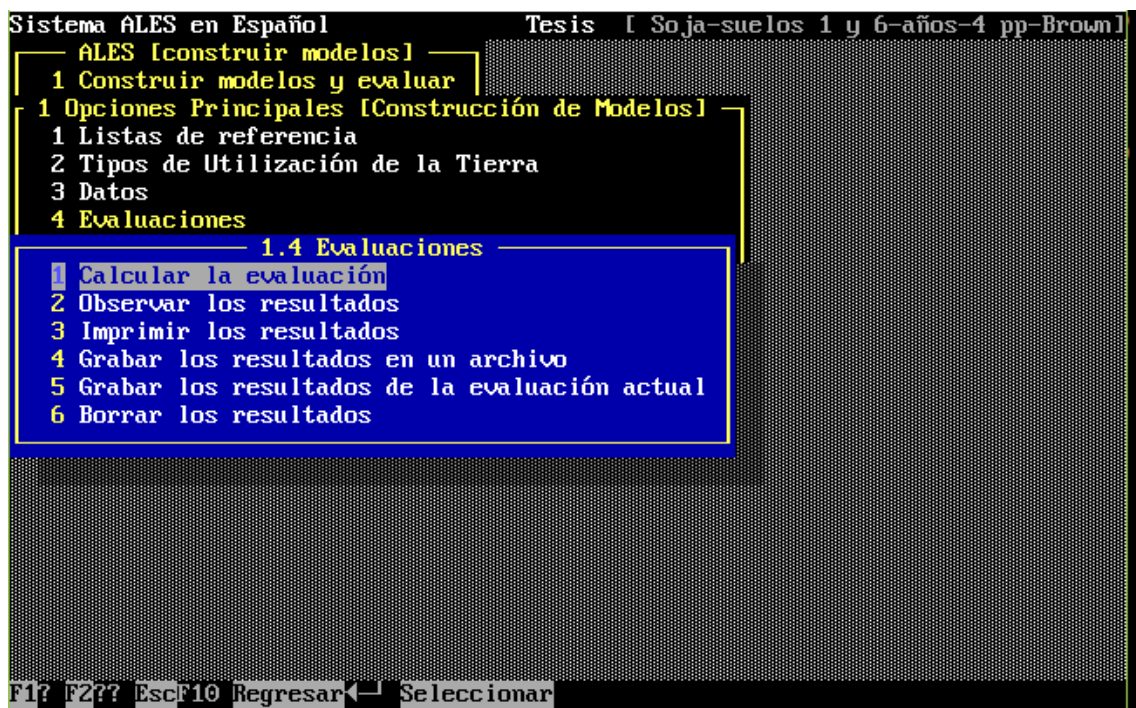 Sistema ALES en Español Tesis [ Soja-suelos 1 y 6-años-4 pp-Brown]
ALES [construir modelos]
1 Construir modelos y evaluar
1 Opciones Principales [Construcción de Modelos]
1 Listas de referencia
2 Tipos de Utilización de la Tierra
3 Datos
4 Evaluaciones
1.4 Evaluaciones
1 Calcular la evaluación
2 Observar los resultados
3 Imprimir los resultados
4 Grabar los resultados en un archivo
5 Grabar los resultados de la evaluación actual
6 Borrar los resultados
F1? F2?? EscF10 Regresar◄┘ Seleccionar